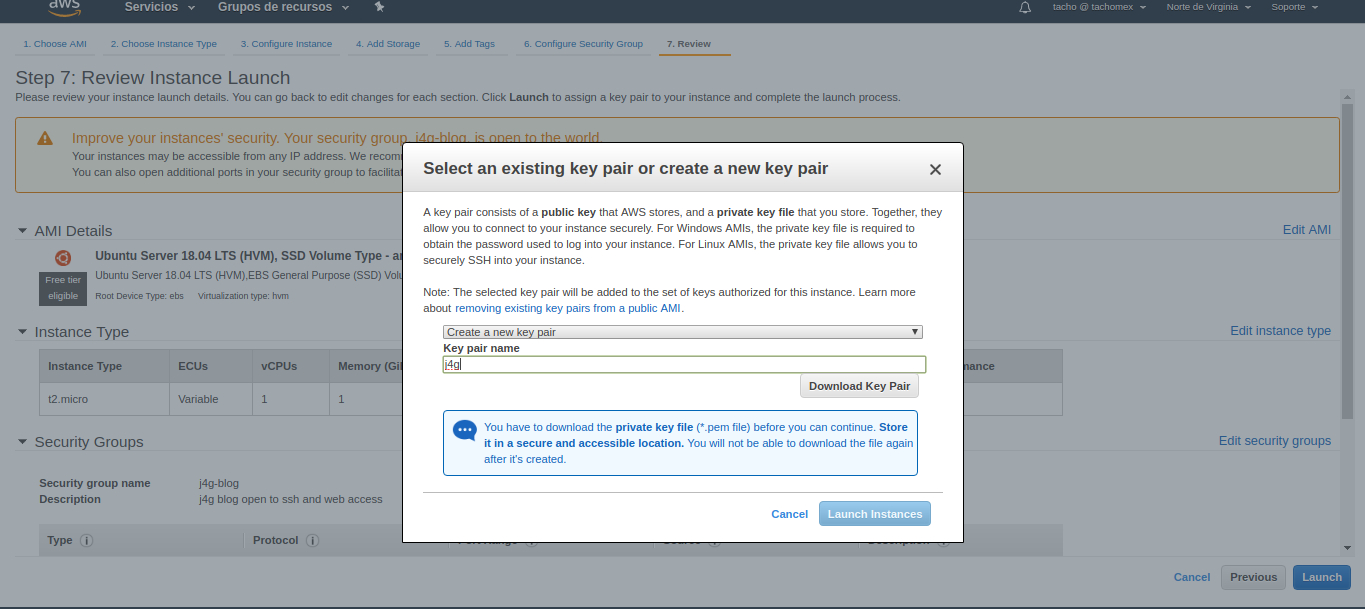 aws
Servicios Grupos de recursos tacho @ tachomex Norte de Virginia Soporte
1. Choose AMI 2. Choose Instance Type 3. Configure Instance 4. Add Storage 5. Add Tags 6. Configure Security Group 7. Review
Step 7: Review Instance Launch
Please review your instance launch details. You can go back to edit changes for each section. Click Launch to assign a key pair to your instance and complete the launch process.
Improve your instances' security. Your security group, j4g-blog, is open to the world.
Your instances may be accessible from any IP address. We
You can also open additional ports in your security group to
Select an existing key pair or create a new key pair
A key pair consists of a public key that AWS stores, and a private key file that you store. Together, they
allow you to connect to your instance securely. For Windows AMIs, the private key file is required to
obtain the password used to log into your instance. For Linux AMIs, the private key file allows you to
securely SSH into your instance.
Note: The selected key pair will be added to the set of keys authorized for this instance. Learn more
about removing existing key pairs from a public AMI.
Create a new key pair
Key pair name
j4g
Download Key Pair
You have to download the private key file (*.pem file) before you can continue. Store
it in a secure and accessible location. You will not be able to download the file again
after it's created.
Cancel Launch Instances
AMI Details Edit AMI
Ubuntu Server 18.04 LTS (HVM), SSD Volume Type -
Free tier
eligible
Ubuntu Server 18.04 LTS (HVM),EBS General Purpose (SSD)
Root Device Type: ebs Virtualization type: hvm
Instance Type Edit instance type
Instance Type ECUs vCPUs Memory
t2.micro Variable 1 1
Security Groups Edit security groups
Security group name j4g-blog
Description j4g blog open to ssh and web access
Type Protocol
Cancel Previous Launch